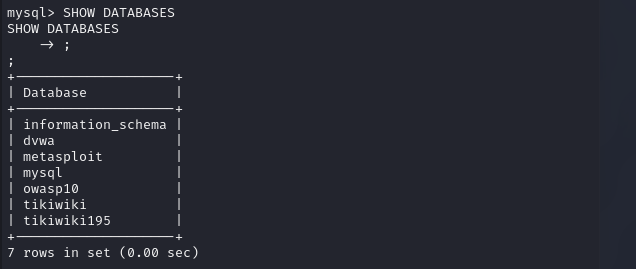 mysql> SHOW DATABASES
SHOW DATABASES
    -> ;
;
+--------------------+
| Database           |
+--------------------+
| information_schema |
| dvwa               |
| metasploit         |
| mysql              |
| owasp10            |
| tikiwiki           |
| tikiwiki195        |
+--------------------+
7 rows in set (0.00 sec)